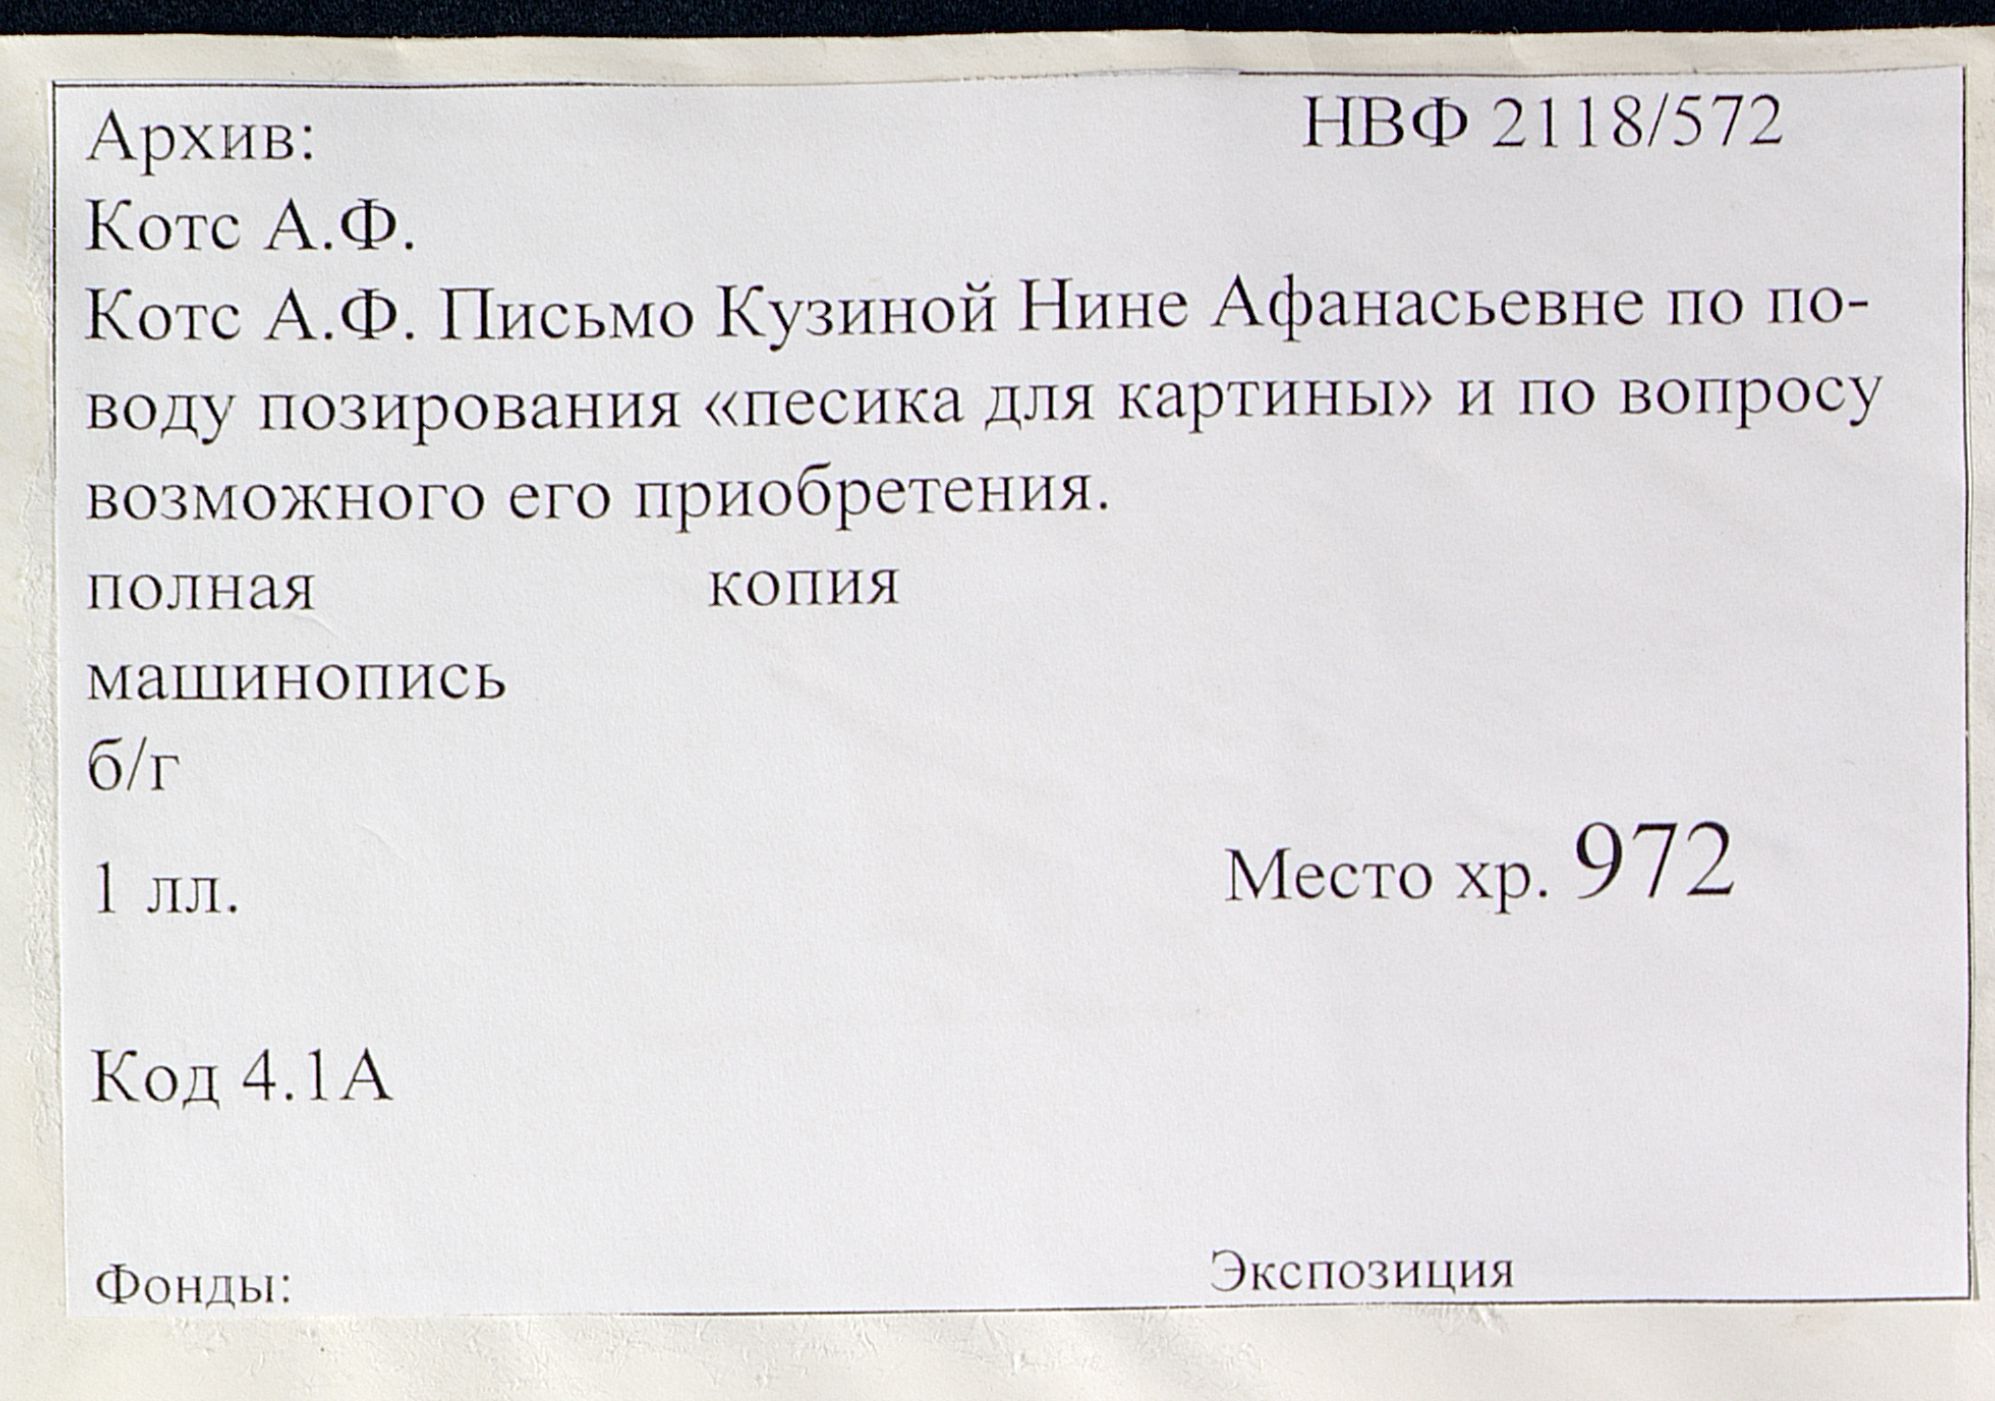 Архив: НВФ 2118/572
Котс А.Ф.
Котс А.Ф. Письмо Кузиной Нине Афанасьевне по по-
воду позирования «песика для картины» и по вопросу
возможного его приобретения.
полная копия
машинопись
б/г
1 лл. Место хр. 972
Код 4.1А
Фонды: Экспозиция